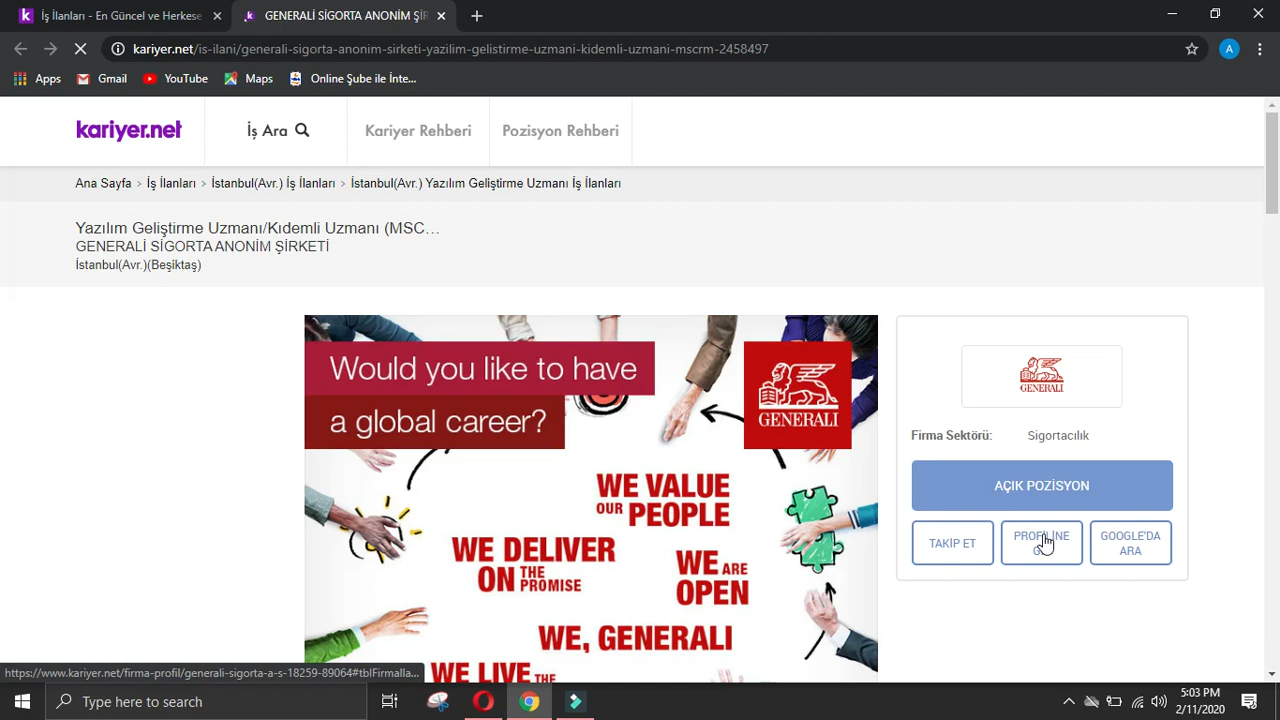 İş İlanları - En Güncel Ve Herkese
GENERALİ SİGORTA ANONİM ŞİR
kariyer.net/is-ilani/generali-sigorta-anonim-sirketi-yazilim-gelistirme-uzmani-kidemli-uzmani-mscrm-2458497
A
Apps
Gmail
YouTube
Maps
Online Şube ile İnte...
kariyer.net
İş Ara
Kariyer Rehberi
Pozisyon Rehberi
Ana Sayfa > İş İlanları > İstanbul(Avr.) İş İlanları > İstanbul(Avr.) Yazılım Geliştirme Uzmanı İş İlanları
Yazılım Geliştirme Uzmanı/Kıdemli Uzmanı (MSC...
GENERALİ SİGORTA ANONİM ŞİRKETİ
İstanbul(Avr.)(Beşiktaş)
Would you like to have
a global career?
GENERALI
WE VALUE
OUR PEOPLE
WE DELIVER
ON THE PROMISE
WE ARE
OPEN
WE, GENERALI
WE LIVE THE
GENERALI
Firma Sektörü: Sigortacılık
AÇIK POZİSYON
TAKİP ET
PROFİLİNE
GOOGLE'DA
ARA
https://www.kariyer.net/firma-profil/generali-sigorta-a-s-18259-89064#tblFirmalla...
Type here to search
5:03 PM
2/11/2020